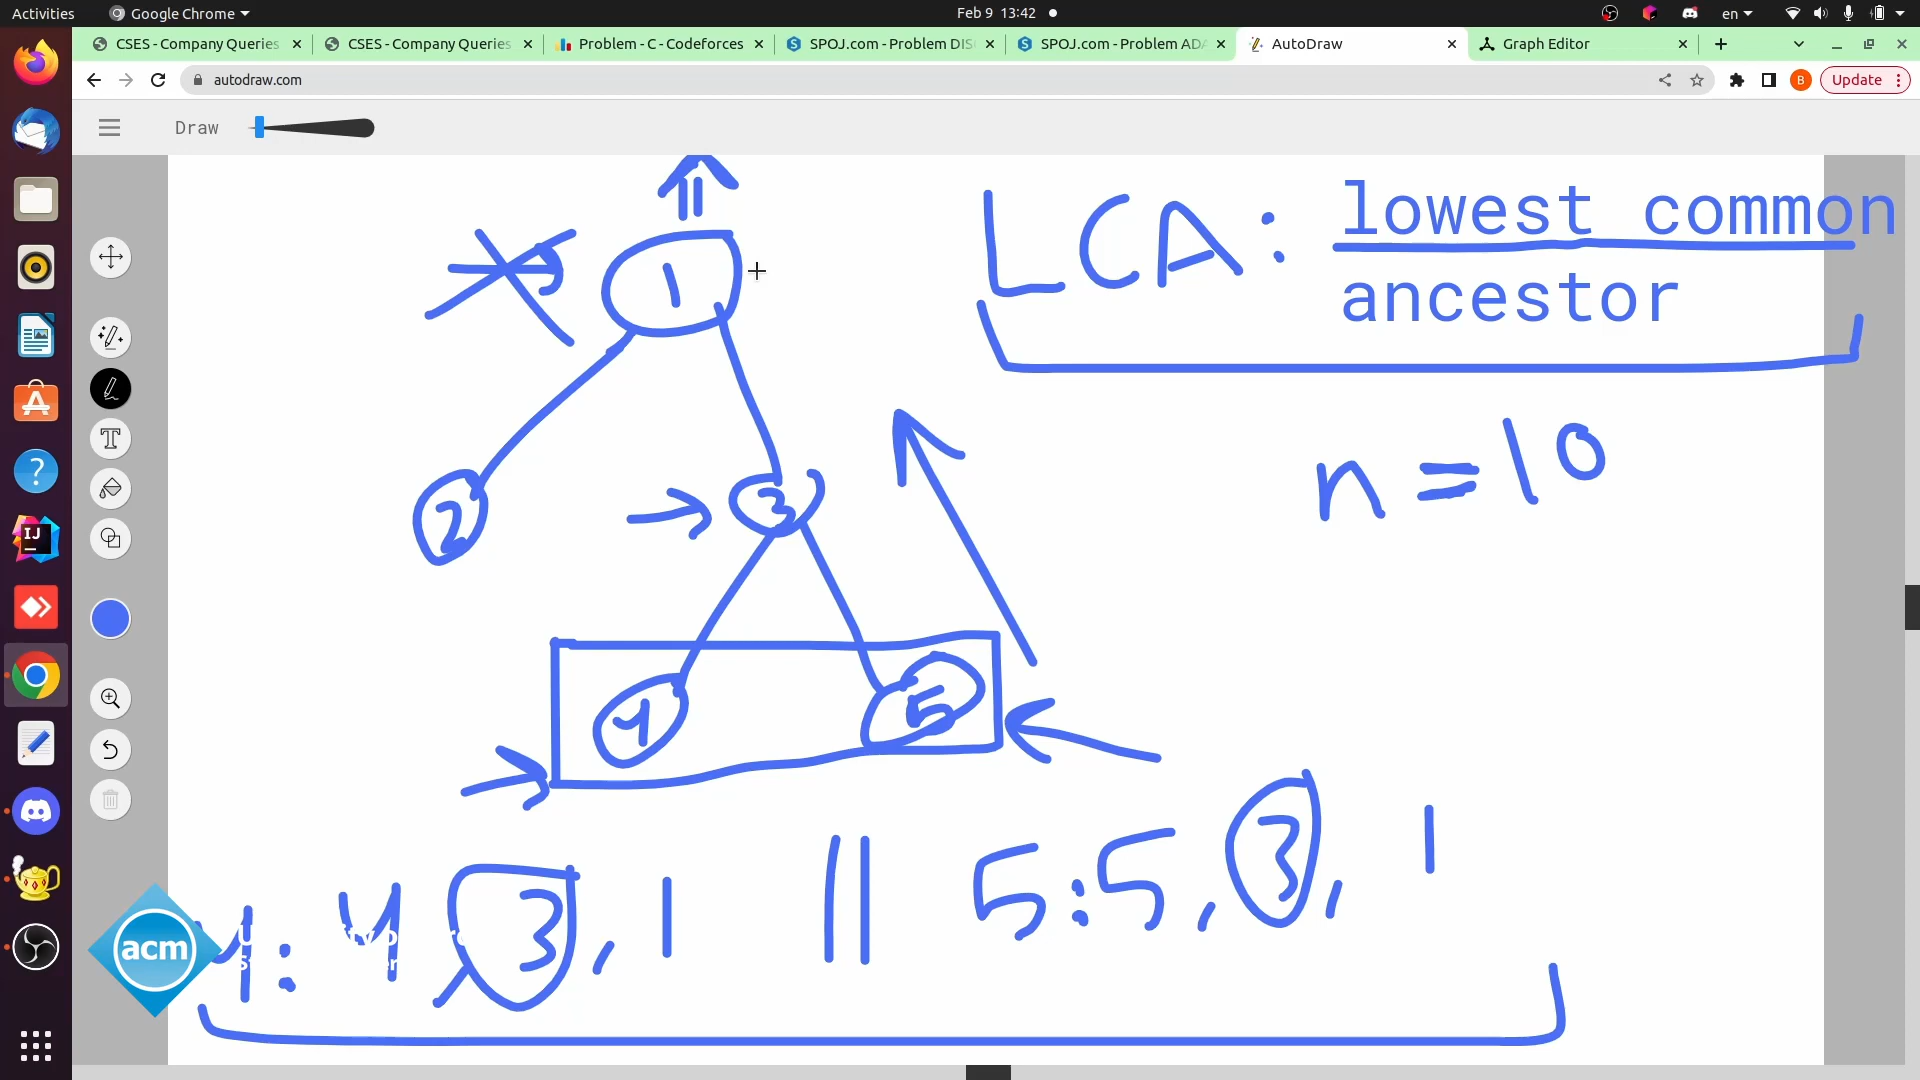 Activities Google Chrome Feb 9 13:42 en
CSES - Company Queries CSES - Company Queries Problem - C - Codeforces SPOJ.com - Problem DIS SPOJ.com - Problem ADA AutoDraw Graph Editor
autodraw.com B Update
Draw
LCA: lowest common
ancestor
1
n = 10
2 3
4 5
4: 4, 3, 1 || 5: 5, 3, 1
acm